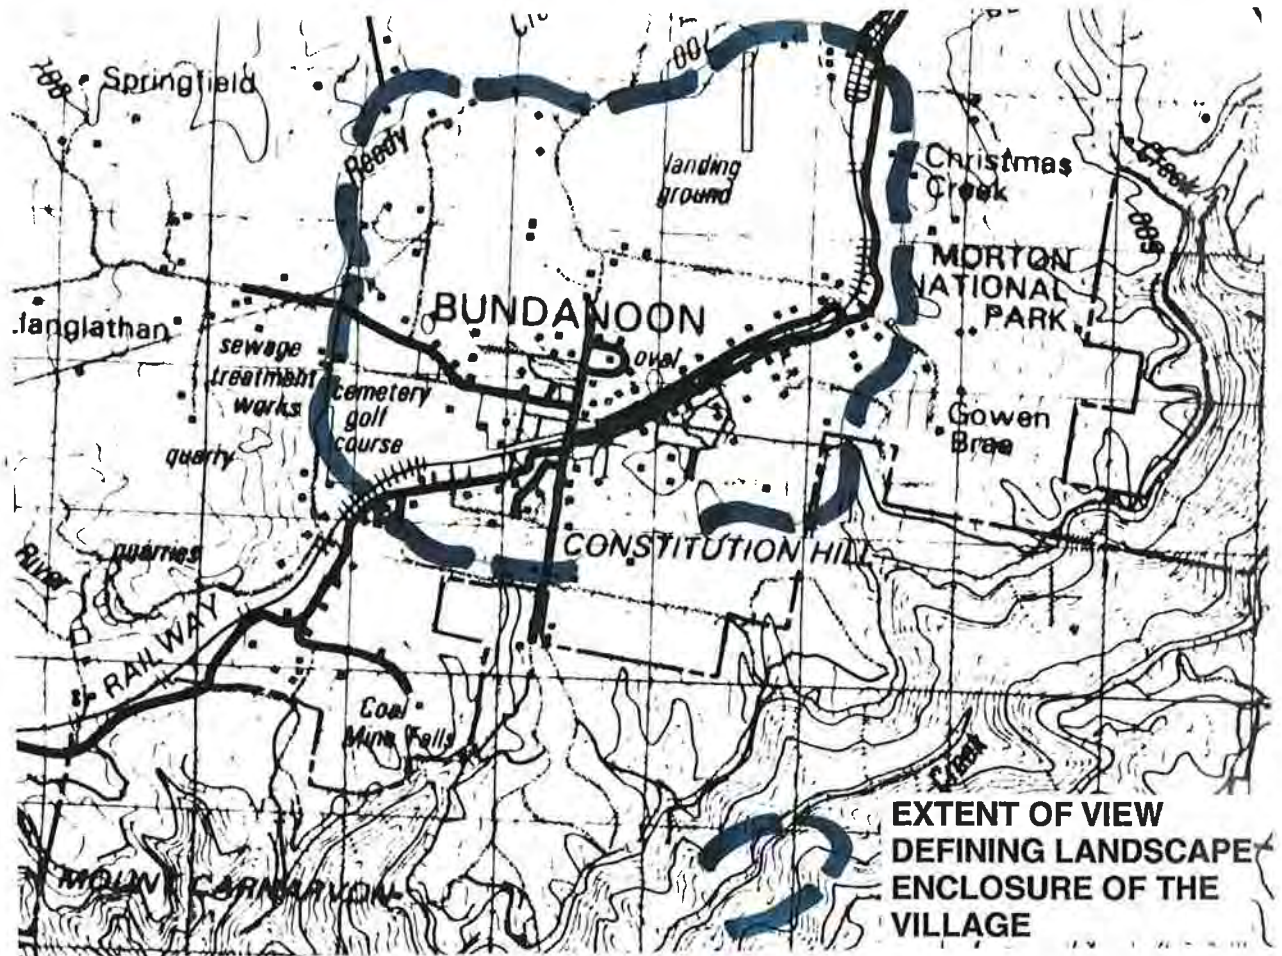 Springfield
Reedy
landing
ground
Christmas
Creek
Creek
MORTON
NATIONAL
PARK
BUNDANOON
oval
sewage
treatment
works
cemetery
golf
course
quarry
Gowen
Brae
CONSTITUTION HILL
River
quarries
RAILWAY
Coal
Mine Falls
Creek
MOUNT CARNARVON
EXTENT OF VIEW
DEFINING LANDSCAPE
ENCLOSURE OF THE
VILLAGE